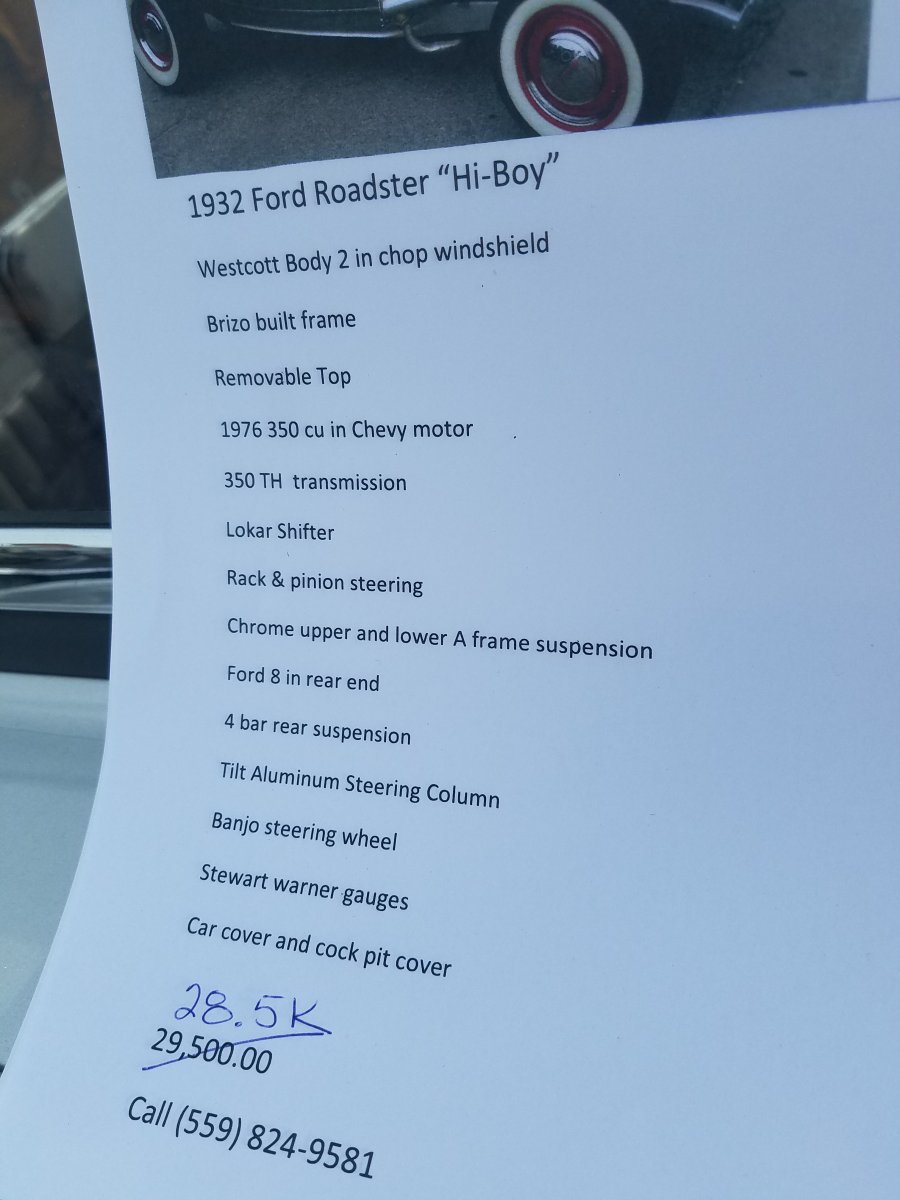 1932 Ford Roadster “Hi-Boy”
Westcott Body 2 in chop windshield
Brizo built frame
Removable Top
1976 350 cu in Chevy motor
350 TH transmission
Lokar Shifter
Rack & pinion steering
Chrome upper and lower A frame suspension
Ford 8 in rear end
4 bar rear suspension
Tilt Aluminum Steering Column
Banjo steering wheel
Stewart warner gauges
Car cover and cock pit cover
28.5K
29,500.00
Call (559) 824-9581